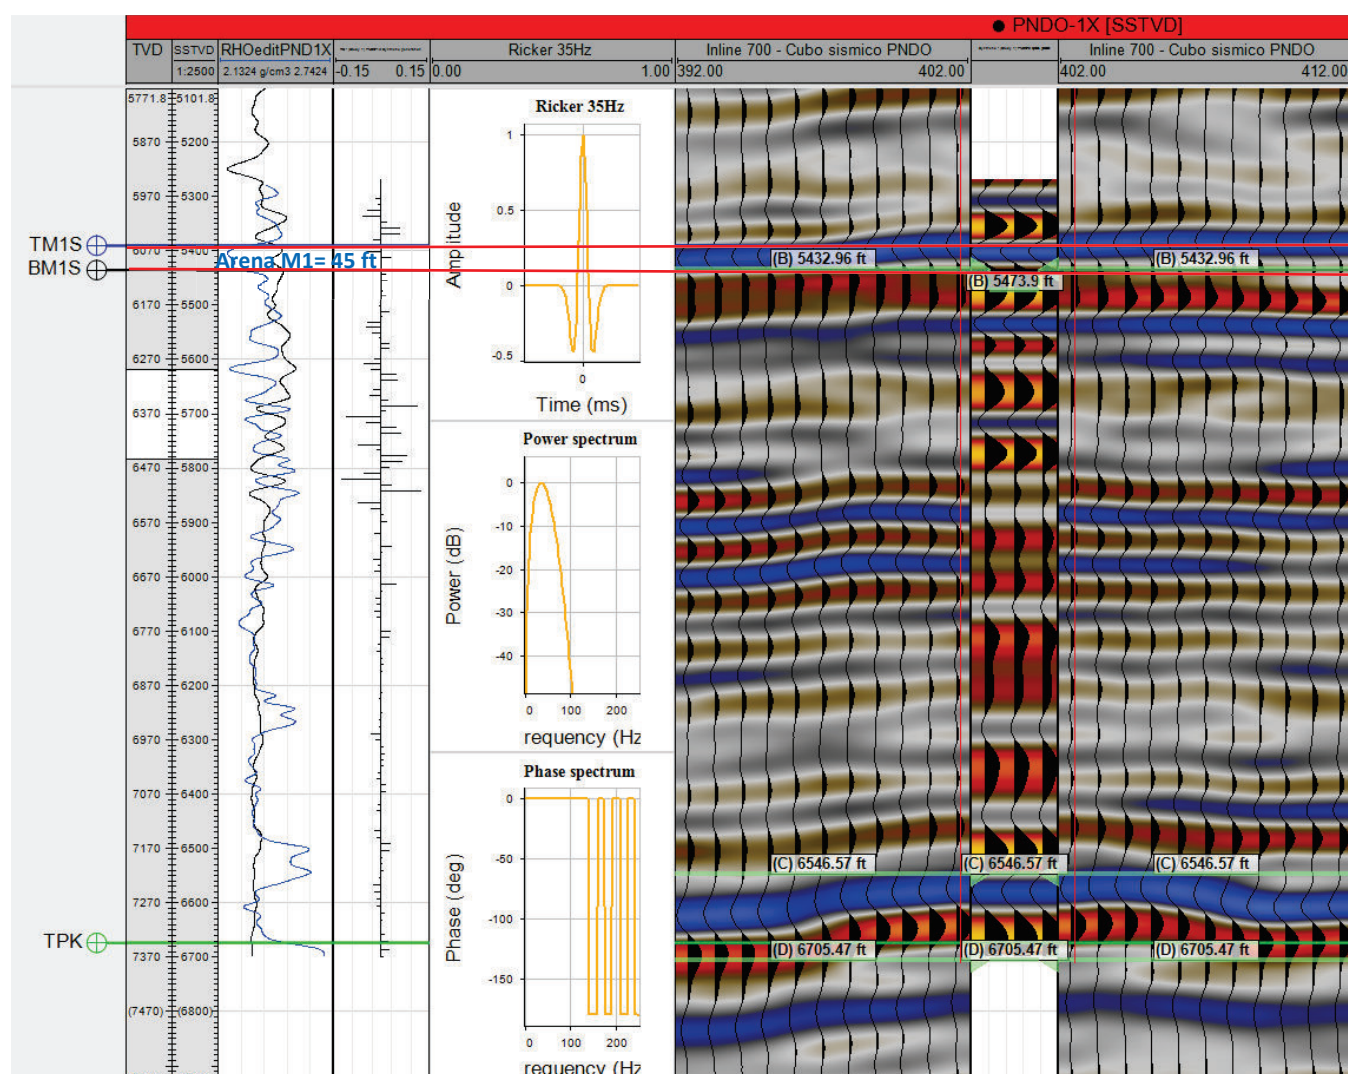 ● PNDO-1X [SSTVD]
TVD SSTVD RHOeditPND1X Ricker 35Hz Inline 700 - Cubo sismico PNDO Inline 700 - Cubo sismico PNDO
1:2500 2.1324 g/cm3 2.7424 -0.15 0.15 0.00 1.00 392.00 402.00 402.00 412.00
5771.8 5101.8
Ricker 35Hz
1
5870 5200
5970 5300
0.5
Amplitude
TM1S
6070 5400
Arena M1= 45 ft
(B) 5432.96 ft (B) 5432.96 ft
BM1S
(B) 5473.9 ft
0
6170 5500
-0.5
6270 5600
0
Time (ms)
6370 5700
Power spectrum
6470 5800
0
-10
6570 5900
Power (dB)
-20
6670 6000
-30
6770 6100
-40
6870 6200
0 100 200
requency (Hz
6970 6300
Phase spectrum
7070 6400
0
7170 6500
-50
(C) 6546.57 ft (C) 6546.57 ft (C) 6546.57 ft
Phase (deg)
7270 6600
-100
TPK
(D) 6705.47 ft (D) 6705.47 ft (D) 6705.47 ft
7370 6700
-150
(7470) (6800)
0 100 200
requency (Hz